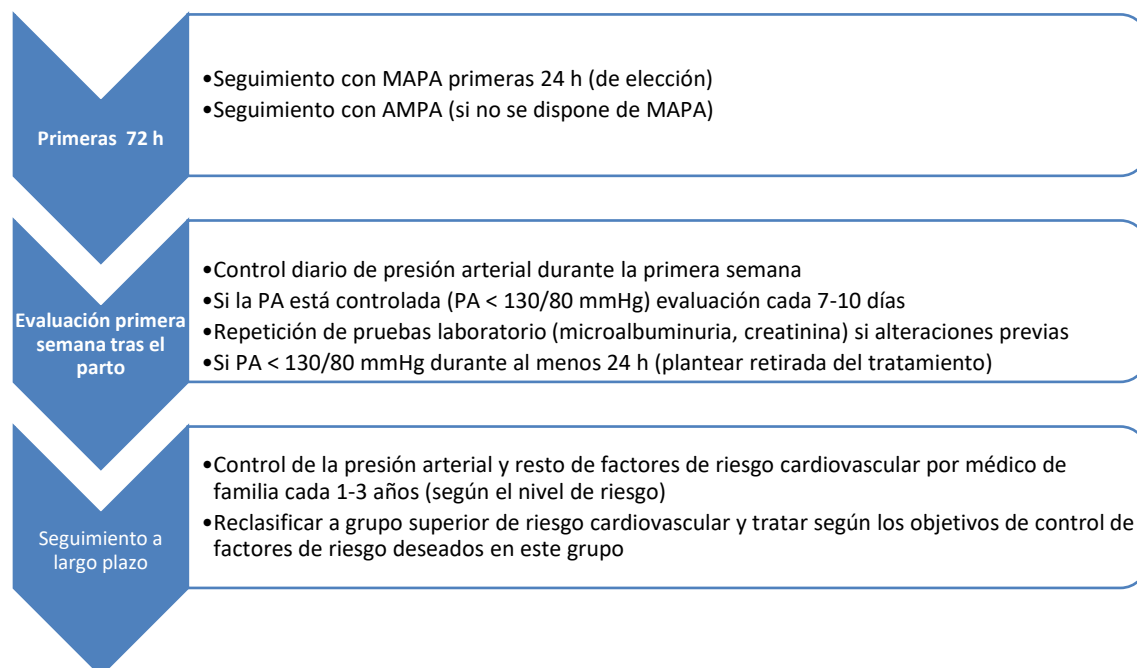 Primeras 72 h
•Seguimiento con MAPA primeras 24 h (de elección)
•Seguimiento con AMPA (si no se dispone de MAPA)
Evaluación primera
semana tras el
parto
•Control diario de presión arterial durante la primera semana
•Si la PA está controlada (PA < 130/80 mmHg) evaluación cada 7-10 días
•Repetición de pruebas laboratorio (microalbuminuria, creatinina) si alteraciones previas
•Si PA < 130/80 mmHg durante al menos 24 h (plantear retirada del tratamiento)
Seguimiento a
largo plazo
•Control de la presión arterial y resto de factores de riesgo cardiovascular por médico de
familia cada 1-3 años (según el nivel de riesgo)
•Reclasificar a grupo superior de riesgo cardiovascular y tratar según los objetivos de control de
factores de riesgo deseados en este grupo